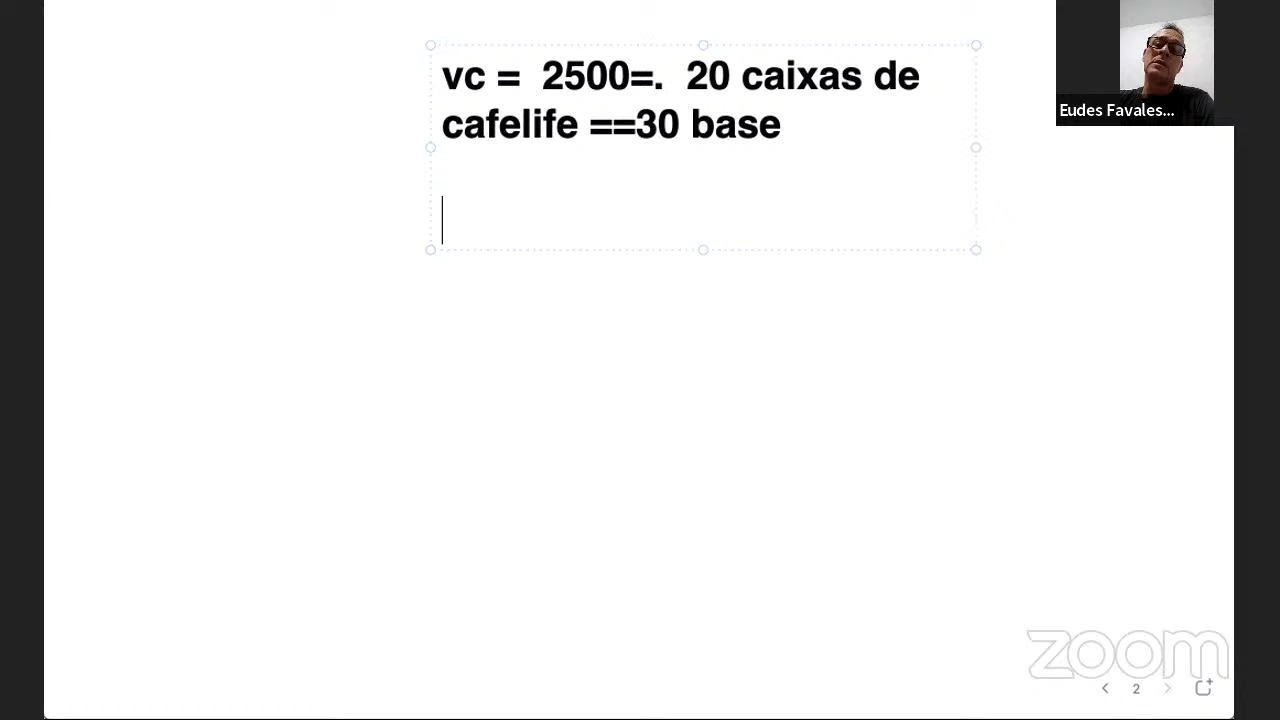 vc =  2500=.  20 caixas de
cafelife ==30 base
Eudes Favales...
zoom
2